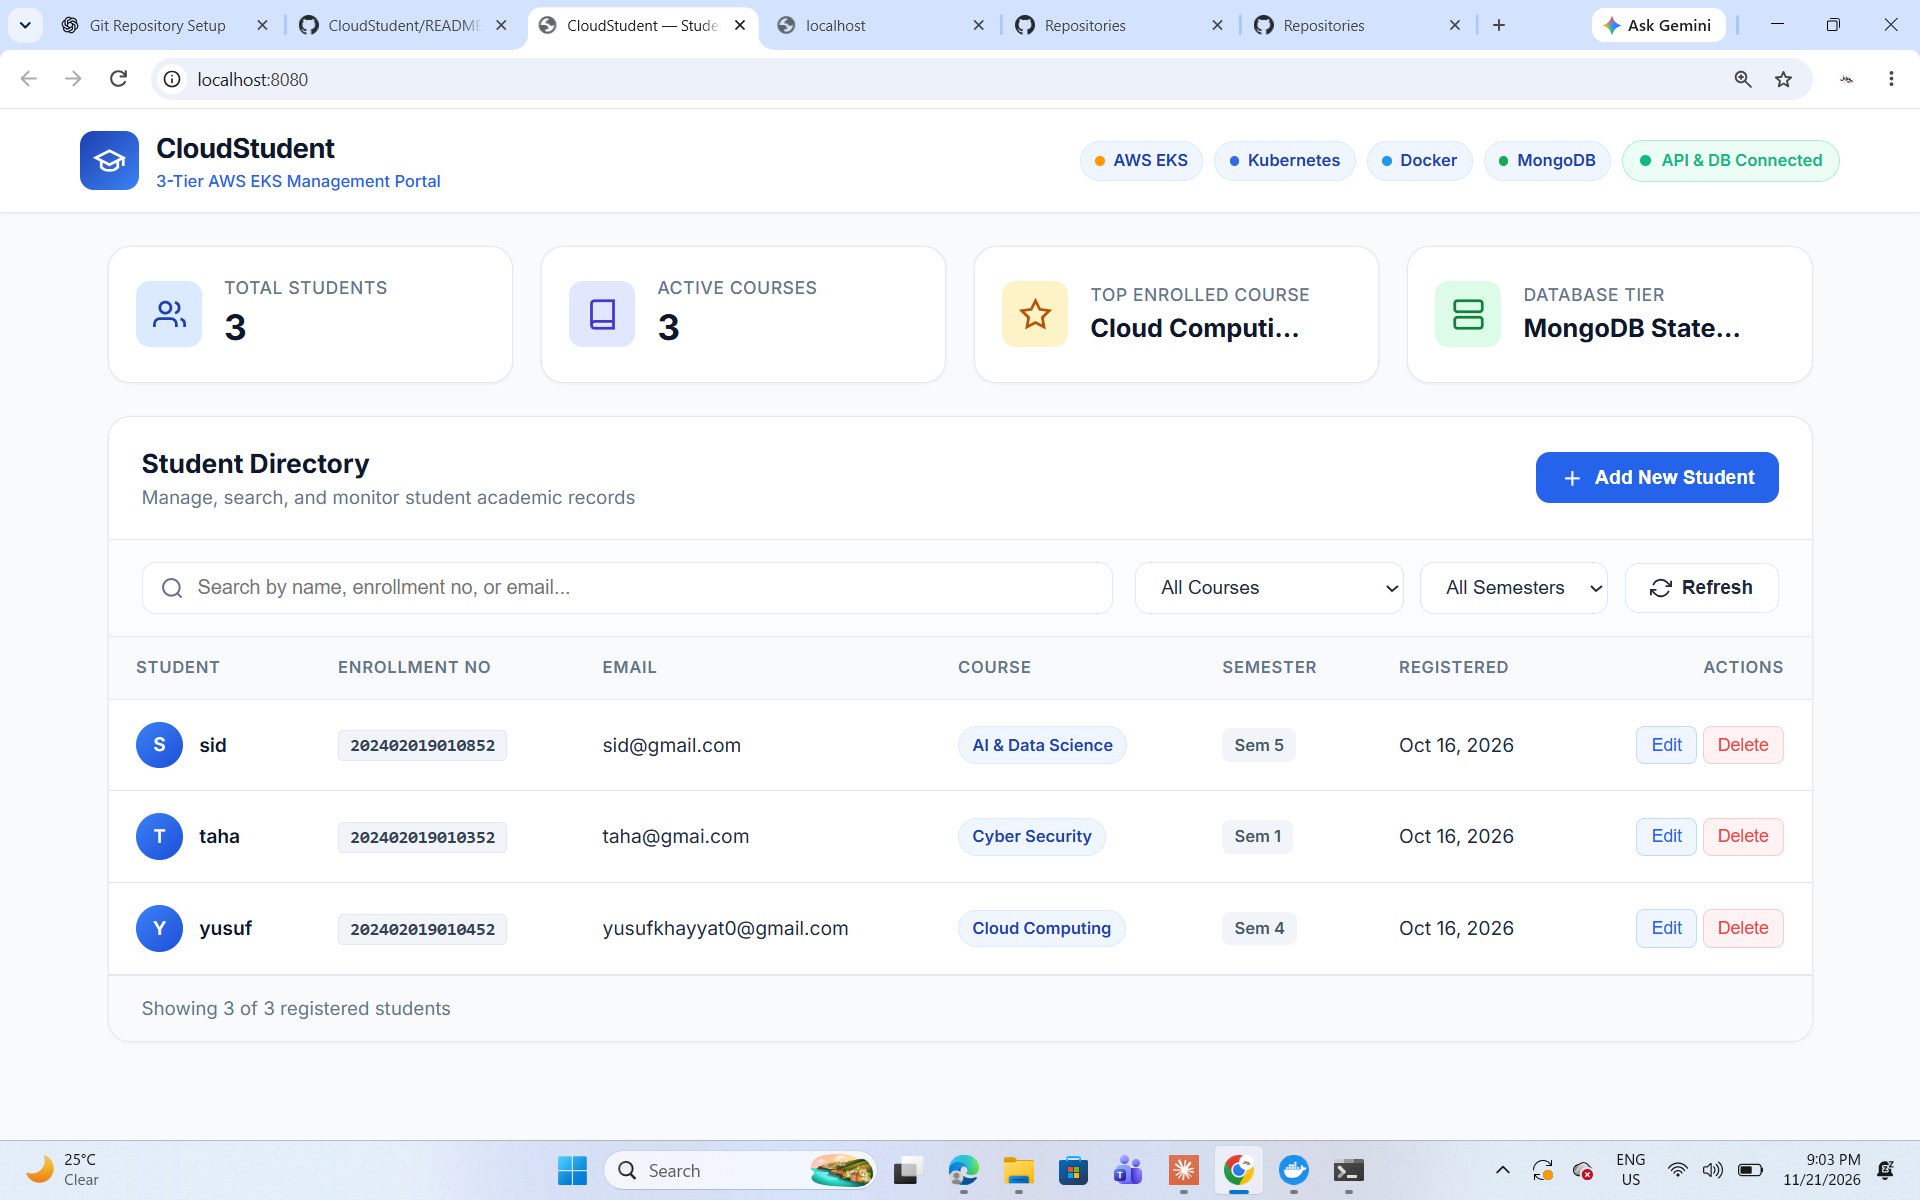 Git Repository Setup
CloudStudent/README
CloudStudent — Stude
localhost
Repositories
Repositories
Ask Gemini
localhost:8080
CloudStudent
3-Tier AWS EKS Management Portal
AWS EKS
Kubernetes
Docker
MongoDB
API & DB Connected
TOTAL STUDENTS
3
ACTIVE COURSES
3
TOP ENROLLED COURSE
Cloud Computi...
DATABASE TIER
MongoDB State...
Student Directory
Manage, search, and monitor student academic records
+ Add New Student
Search by name, enrollment no, or email...
All Courses
All Semesters
Refresh
STUDENT ENROLLMENT NO EMAIL COURSE SEMESTER REGISTERED ACTIONS
S sid 202402019010852 sid@gmail.com AI & Data Science Sem 5 Oct 16, 2026 Edit Delete
T taha 202402019010352 taha@gmai.com Cyber Security Sem 1 Oct 16, 2026 Edit Delete
Y yusuf 202402019010452 yusufkhayyat0@gmail.com Cloud Computing Sem 4 Oct 16, 2026 Edit Delete
Showing 3 of 3 registered students
25°C
Clear
Search
ENG
US
9:03 PM
11/21/2026